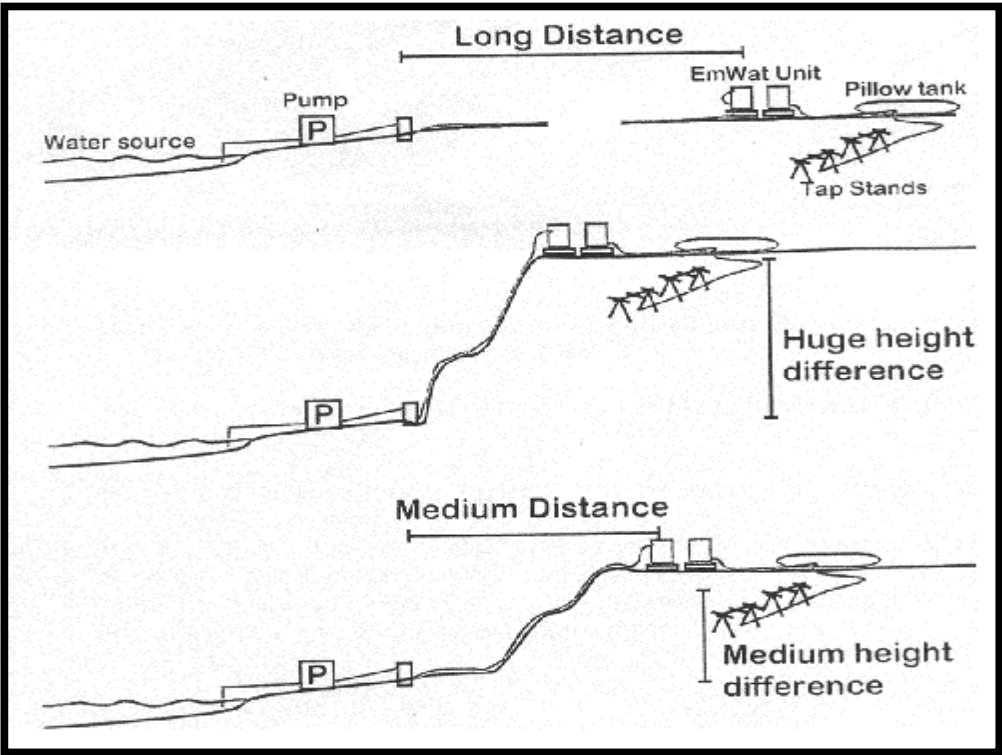 Long Distance
EmWat Unit
Pillow tank
Pump
P
Water source
Tap Stands
Huge height
difference
P
Medium Distance
P
Medium height
difference